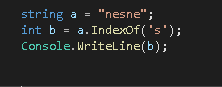 string a = "nesne";
int b = a.IndexOf('s');
Console.WriteLine(b);